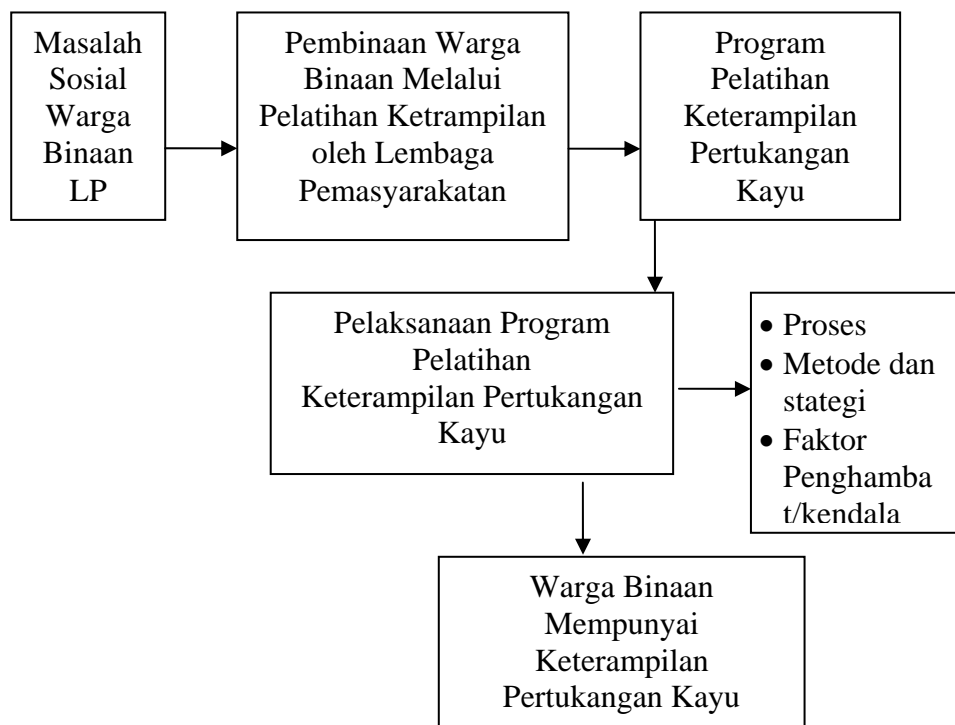 Masalah
Sosial
Warga
Binaan
LP
Pembinaan Warga
Binaan Melalui
Pelatihan Ketrampilan
oleh Lembaga
Pemasyarakatan
Program
Pelatihan
Keterampilan
Pertukangan
Kayu
Pelaksanaan Program
Pelatihan
Keterampilan Pertukangan
Kayu
• Proses
• Metode dan
stategi
• Faktor
Penghamba
t/kendala
Warga Binaan
Mempunyai
Keterampilan
Pertukangan Kayu